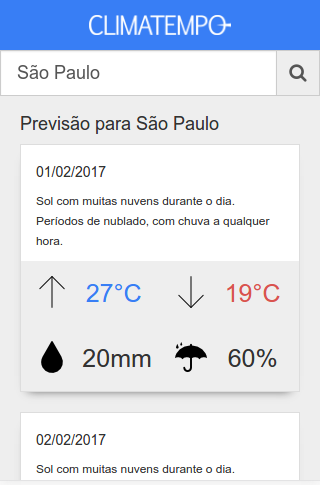 CLIMATEMPO
São Paulo
Previsão para São Paulo
01/02/2017
Sol com muitas nuvens durante o dia.
Períodos de nublado, com chuva a qualquer
hora.
27°C 19°C
20mm 60%
02/02/2017
Sol com muitas nuvens durante o dia.